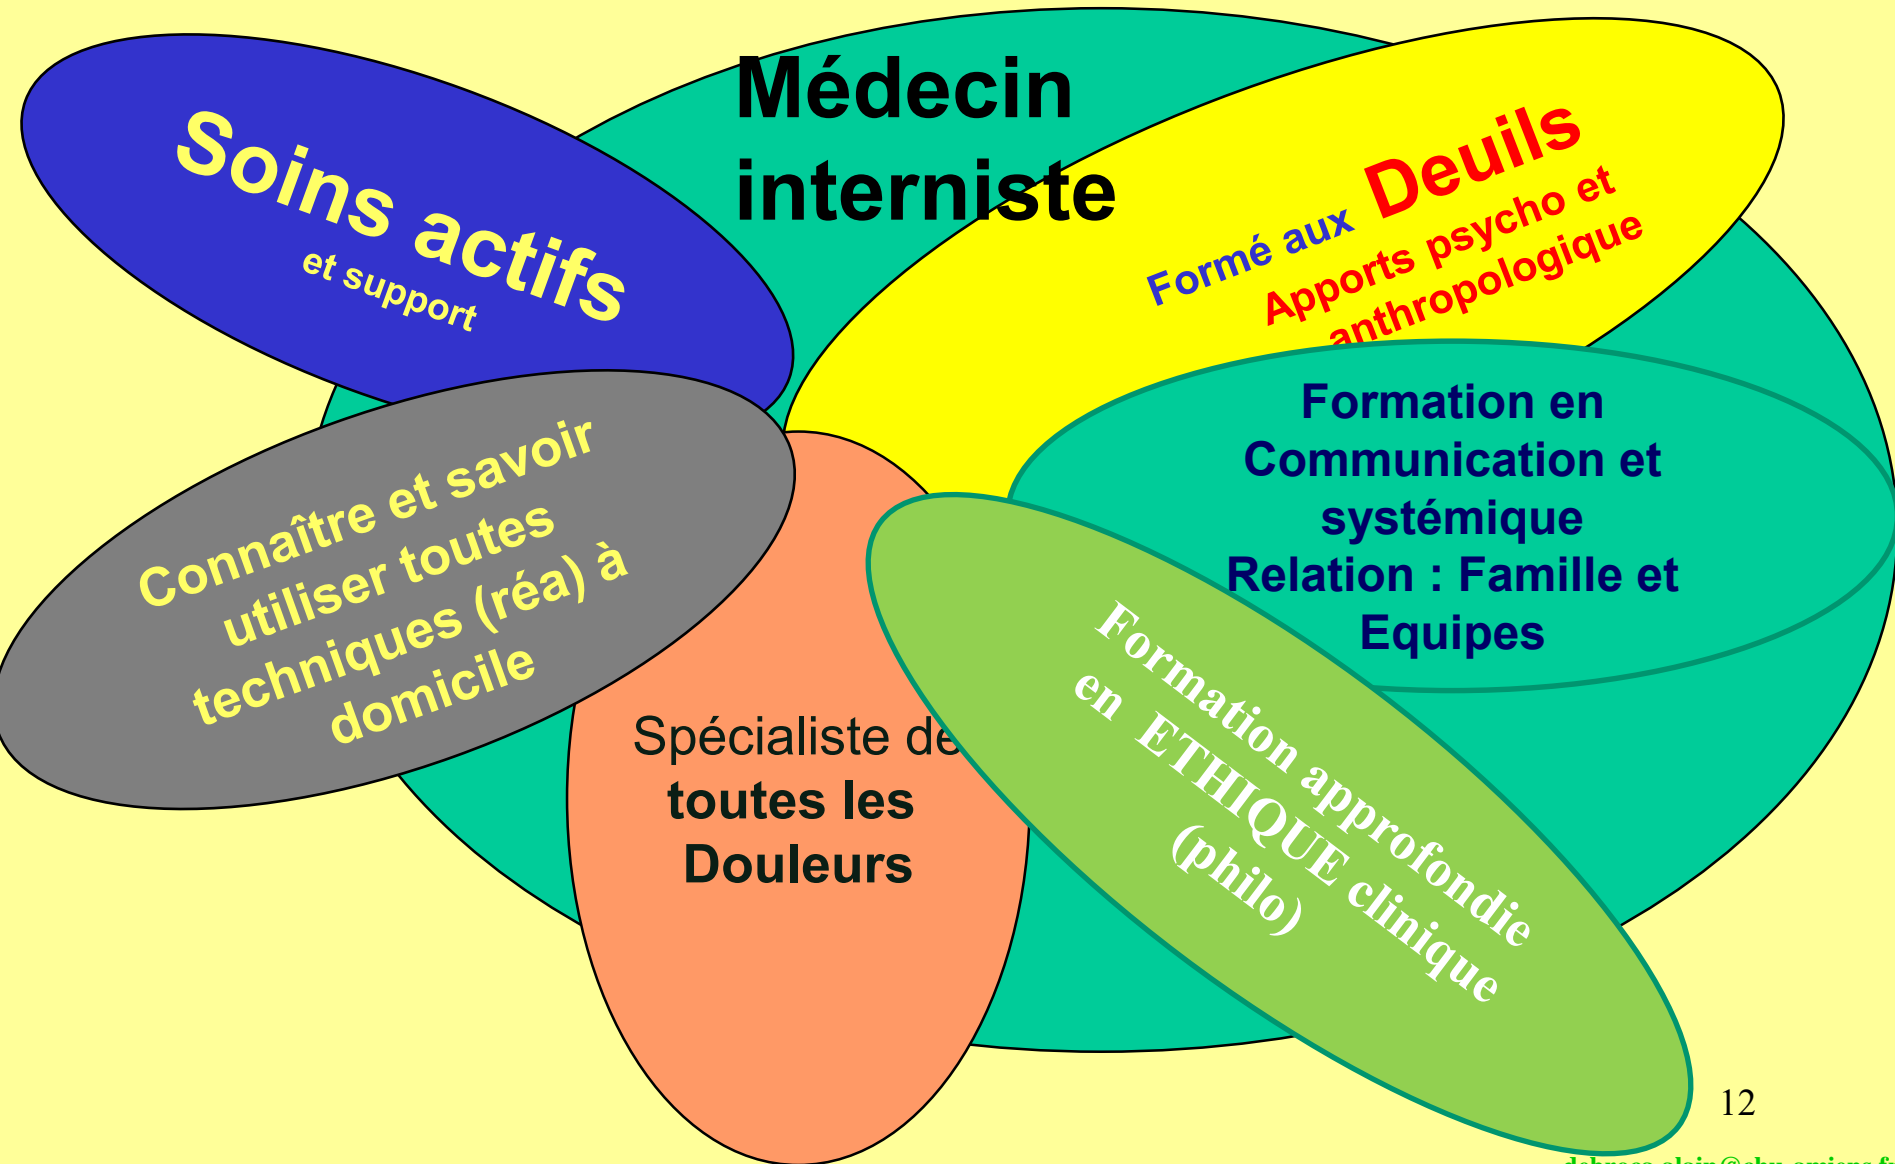 Médecin
interniste
Soins actifs
et support
Formé aux Deuils
Apports psycho et
anthropologique
Connaître et savoir
utiliser toutes
techniques (réa) à
domicile
Formation en
Communication et
systémique
Relation : Famille et
Equipes
Spécialiste de
toutes les
Douleurs
Formation approfondie
en ETHIQUE clinique
(philo)
12